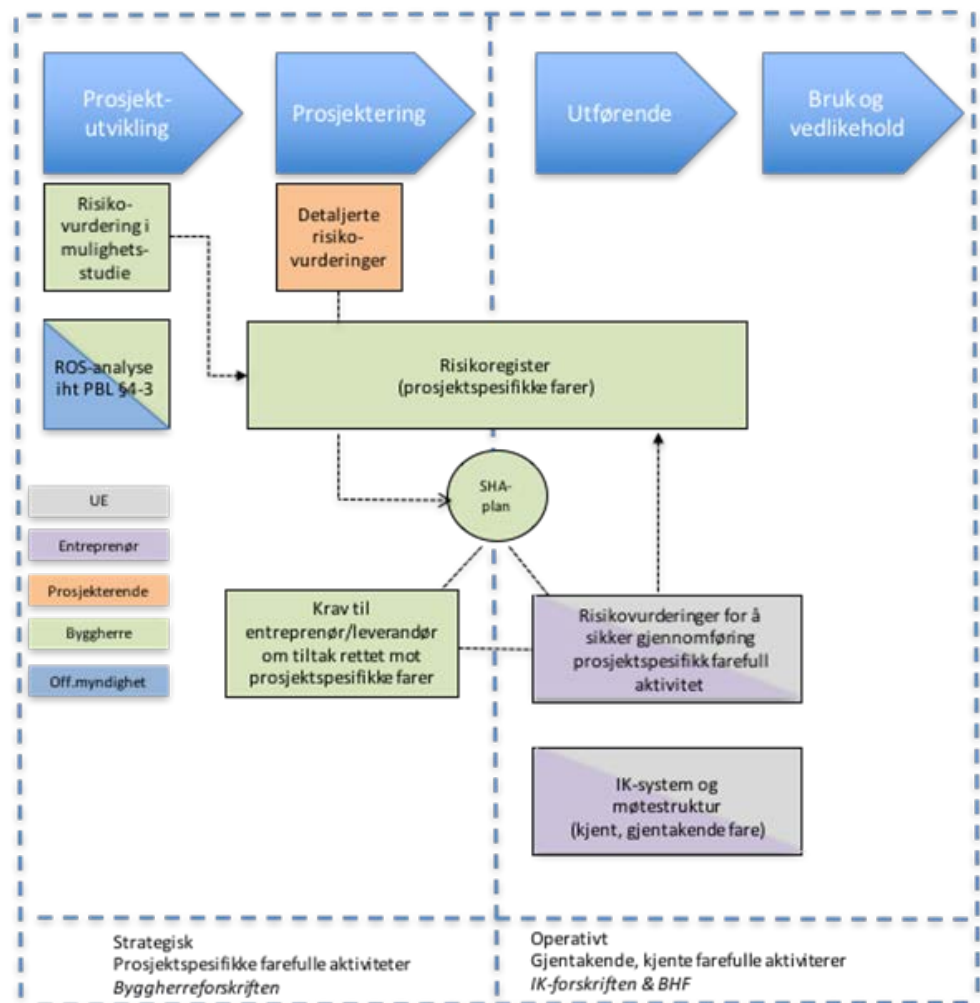 Prosjekt-
utvikling
Prosjektering
Utførende
Bruk og
vedlikehold
Risiko-
vurdering i
mulighets-
studie
Detaljerte
risiko-
vurderinger
ROS-analyse
iht PBL §4-3
Risikoregister
(prosjektspesifikke farer)
SHA-
plan
UE
Entreprenør
Prosjekterende
Byggherre
Off.myndighet
Krav til
entreprenør/leverandør
om tiltak rettet mot
prosjektspesifikke farer
Risikovurderinger for å
sikker gjennomføring
prosjektspesifikk farefull
aktivitet
IK-system og
møtestruktur
(kjent, gjentakende fare)
Strategisk
Prosjektspesifikke farefulle aktiviteter
Byggherreforskriften
Operativt
Gjentakende, kjente farefulle aktiviterer
IK-forskriften & BHF